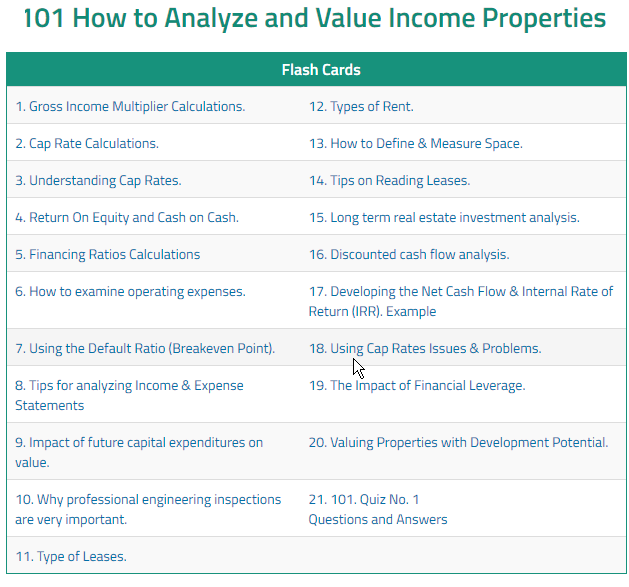 101 How to Analyze and Value Income Properties
Flash Cards
1. Gross Income Multiplier Calculations.
2. Cap Rate Calculations.
3. Understanding Cap Rates.
4. Return On Equity and Cash on Cash.
5. Financing Ratios Calculations
6. How to examine operating expenses.
7. Using the Default Ratio (Breakeven Point).
8. Tips for analyzing Income & Expense
Statements
9. Impact of future capital expenditures on
value.
10. Why professional engineering inspections
are very important.
11. Type of Leases.
12. Types of Rent.
13. How to Define & Measure Space.
14. Tips on Reading Leases.
15. Long term real estate investment analysis.
16. Discounted cash flow analysis.
17. Developing the Net Cash Flow & Internal Rate of
Return (IRR). Example
18. Using Cap Rates Issues & Problems.
19. The Impact of Financial Leverage.
20. Valuing Properties with Development Potential.
21. 101. Quiz No. 1
Questions and Answers